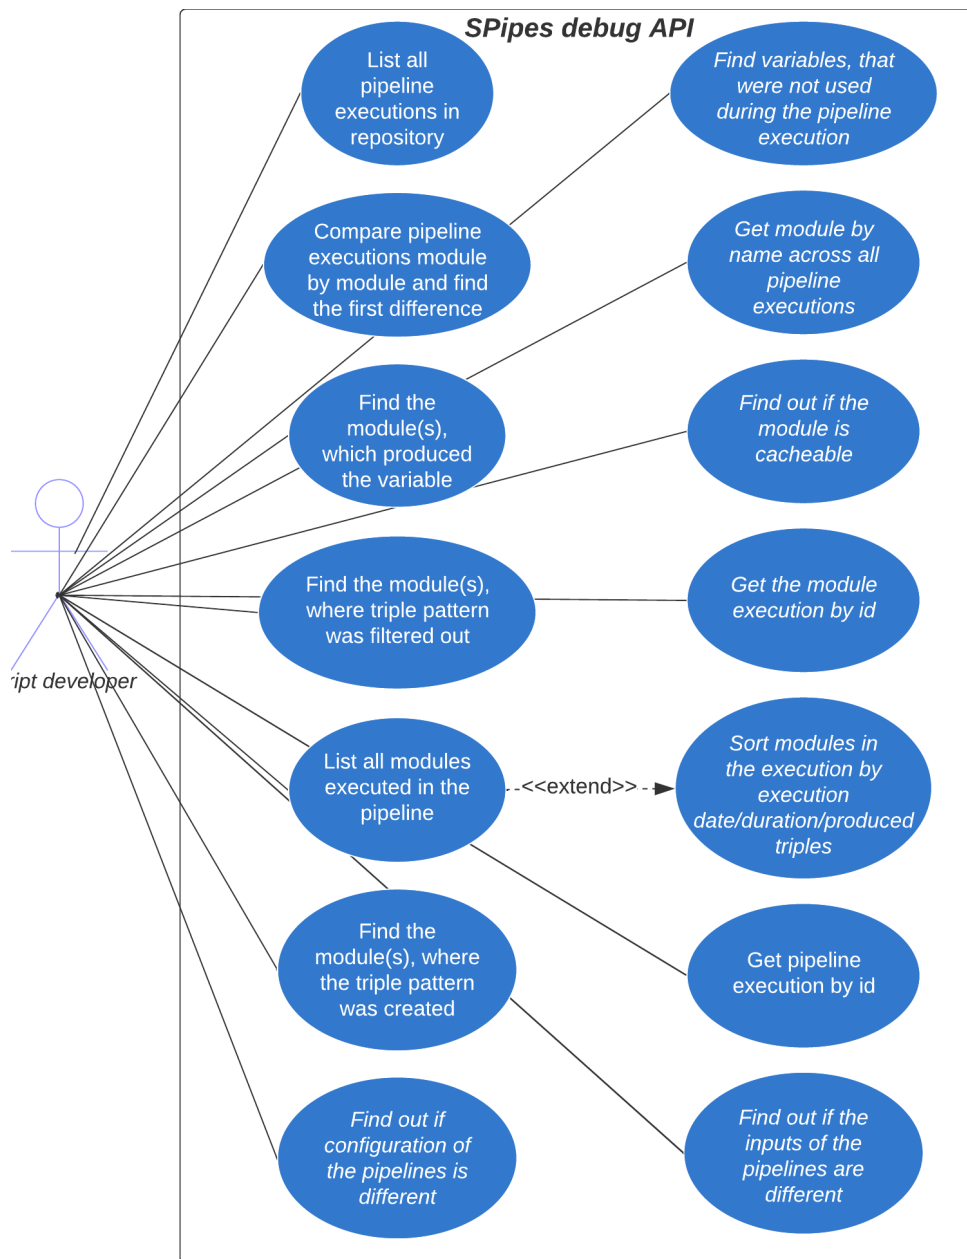 SPipes debug API
List all
pipeline
executions in
repository
Find variables, that
were not used
during the pipeline
execution
Compare pipeline
executions module
by module and find
the first difference
Get module by
name across all
pipeline
executions
Find the
module(s),
which produced
the variable
Find out if the
module is
cacheable
Find the module(s),
where triple pattern
was filtered out
Get the module
execution by id
ript developer
List all modules
executed in the
pipeline
<<extend>>
Sort modules in
the execution by
execution
date/duration/produced
triples
Find the
module(s), where
the triple pattern
was created
Get pipeline
execution by id
Find out if
configuration of
the pipelines is
different
Find out if the
inputs of the
pipelines are
different